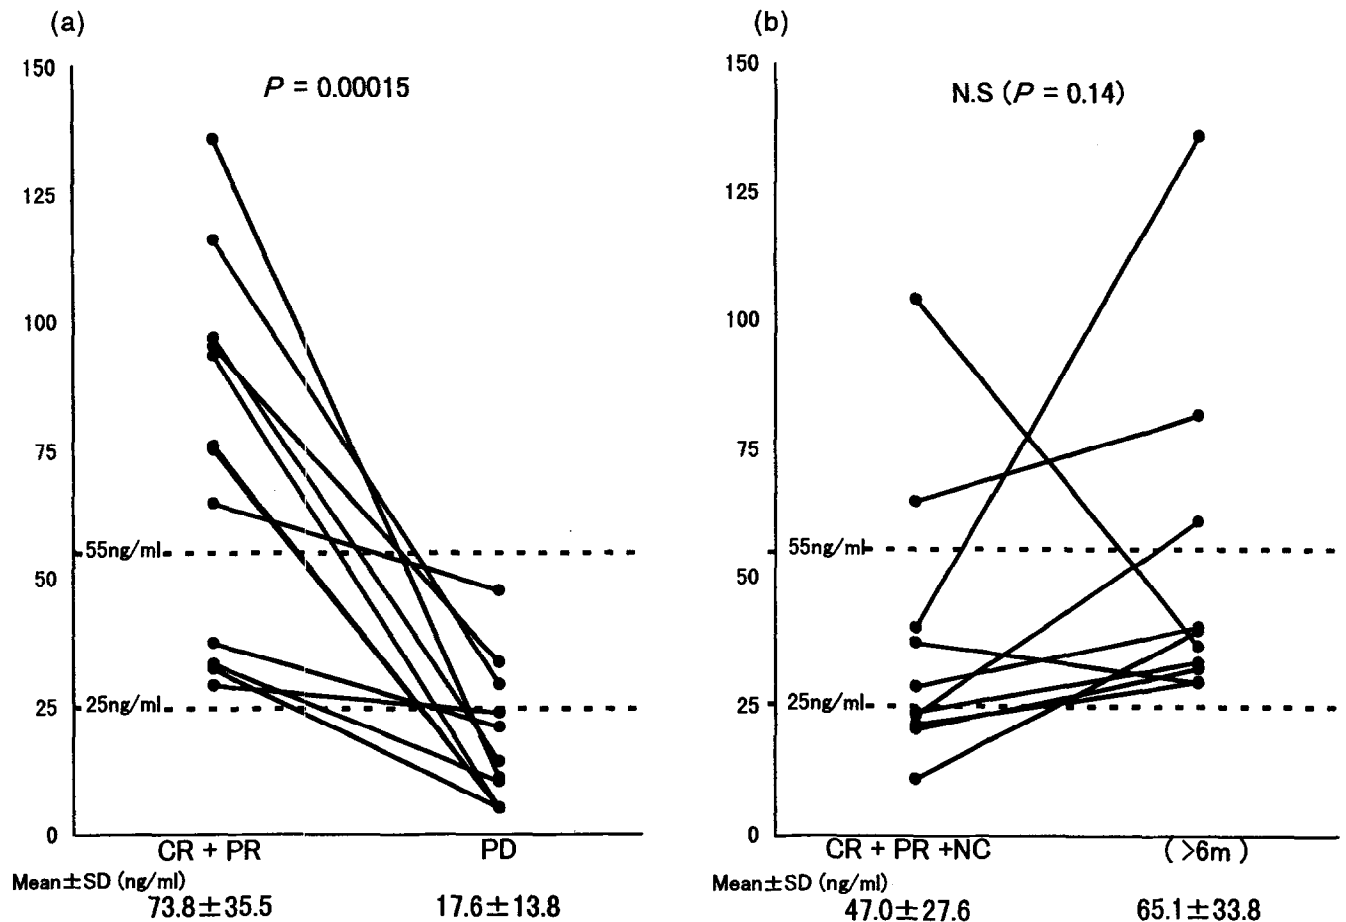 (a)
P = 0.00015
150
125
100
75
55ng/ml
50
25
25ng/ml
0
CR + PR PD
Mean±SD (ng/ml)
73.8±35.5 17.6±13.8
(b)
N.S (P = 0.14)
150
125
100
75
55ng/ml
50
25
25ng/ml
0
CR + PR +NC (>6m)
Mean±SD (ng/ml)
47.0±27.6 65.1±33.8